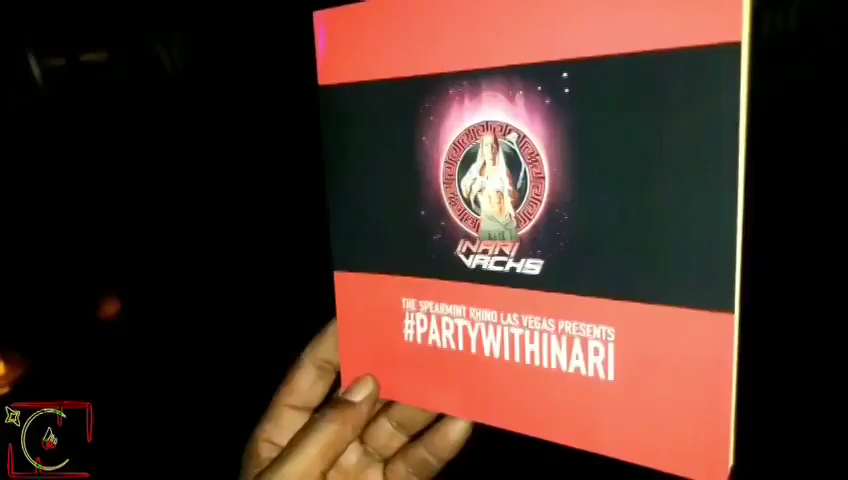 INARI
VACHS
THE SPEARMINT RHINO LAS VEGAS PRESENTS
#PARTYWITHINARI